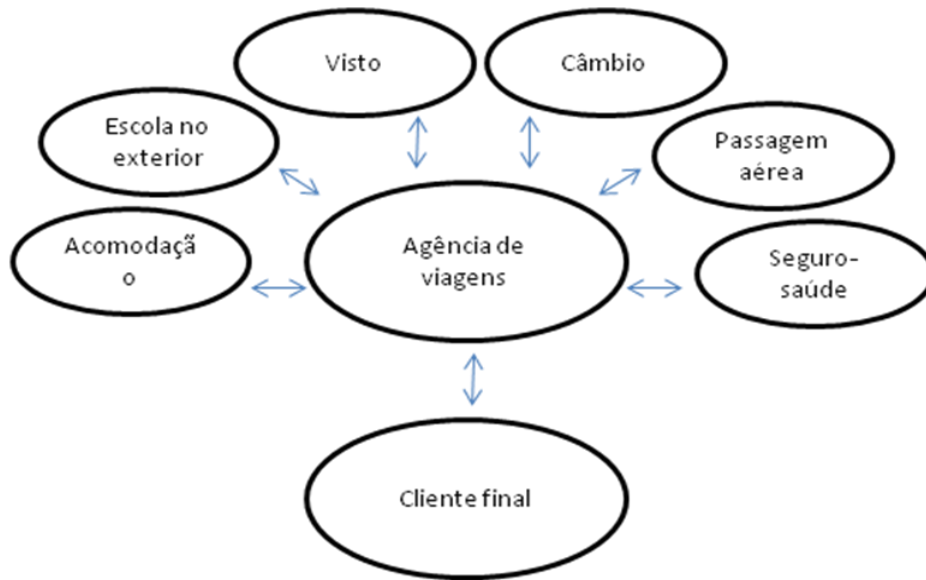 Visto
Câmbio
Escola no
exterior
Passagem
aérea
Acomodaçã
o
Agência de
viagens
Seguro-
saúde
Cliente final